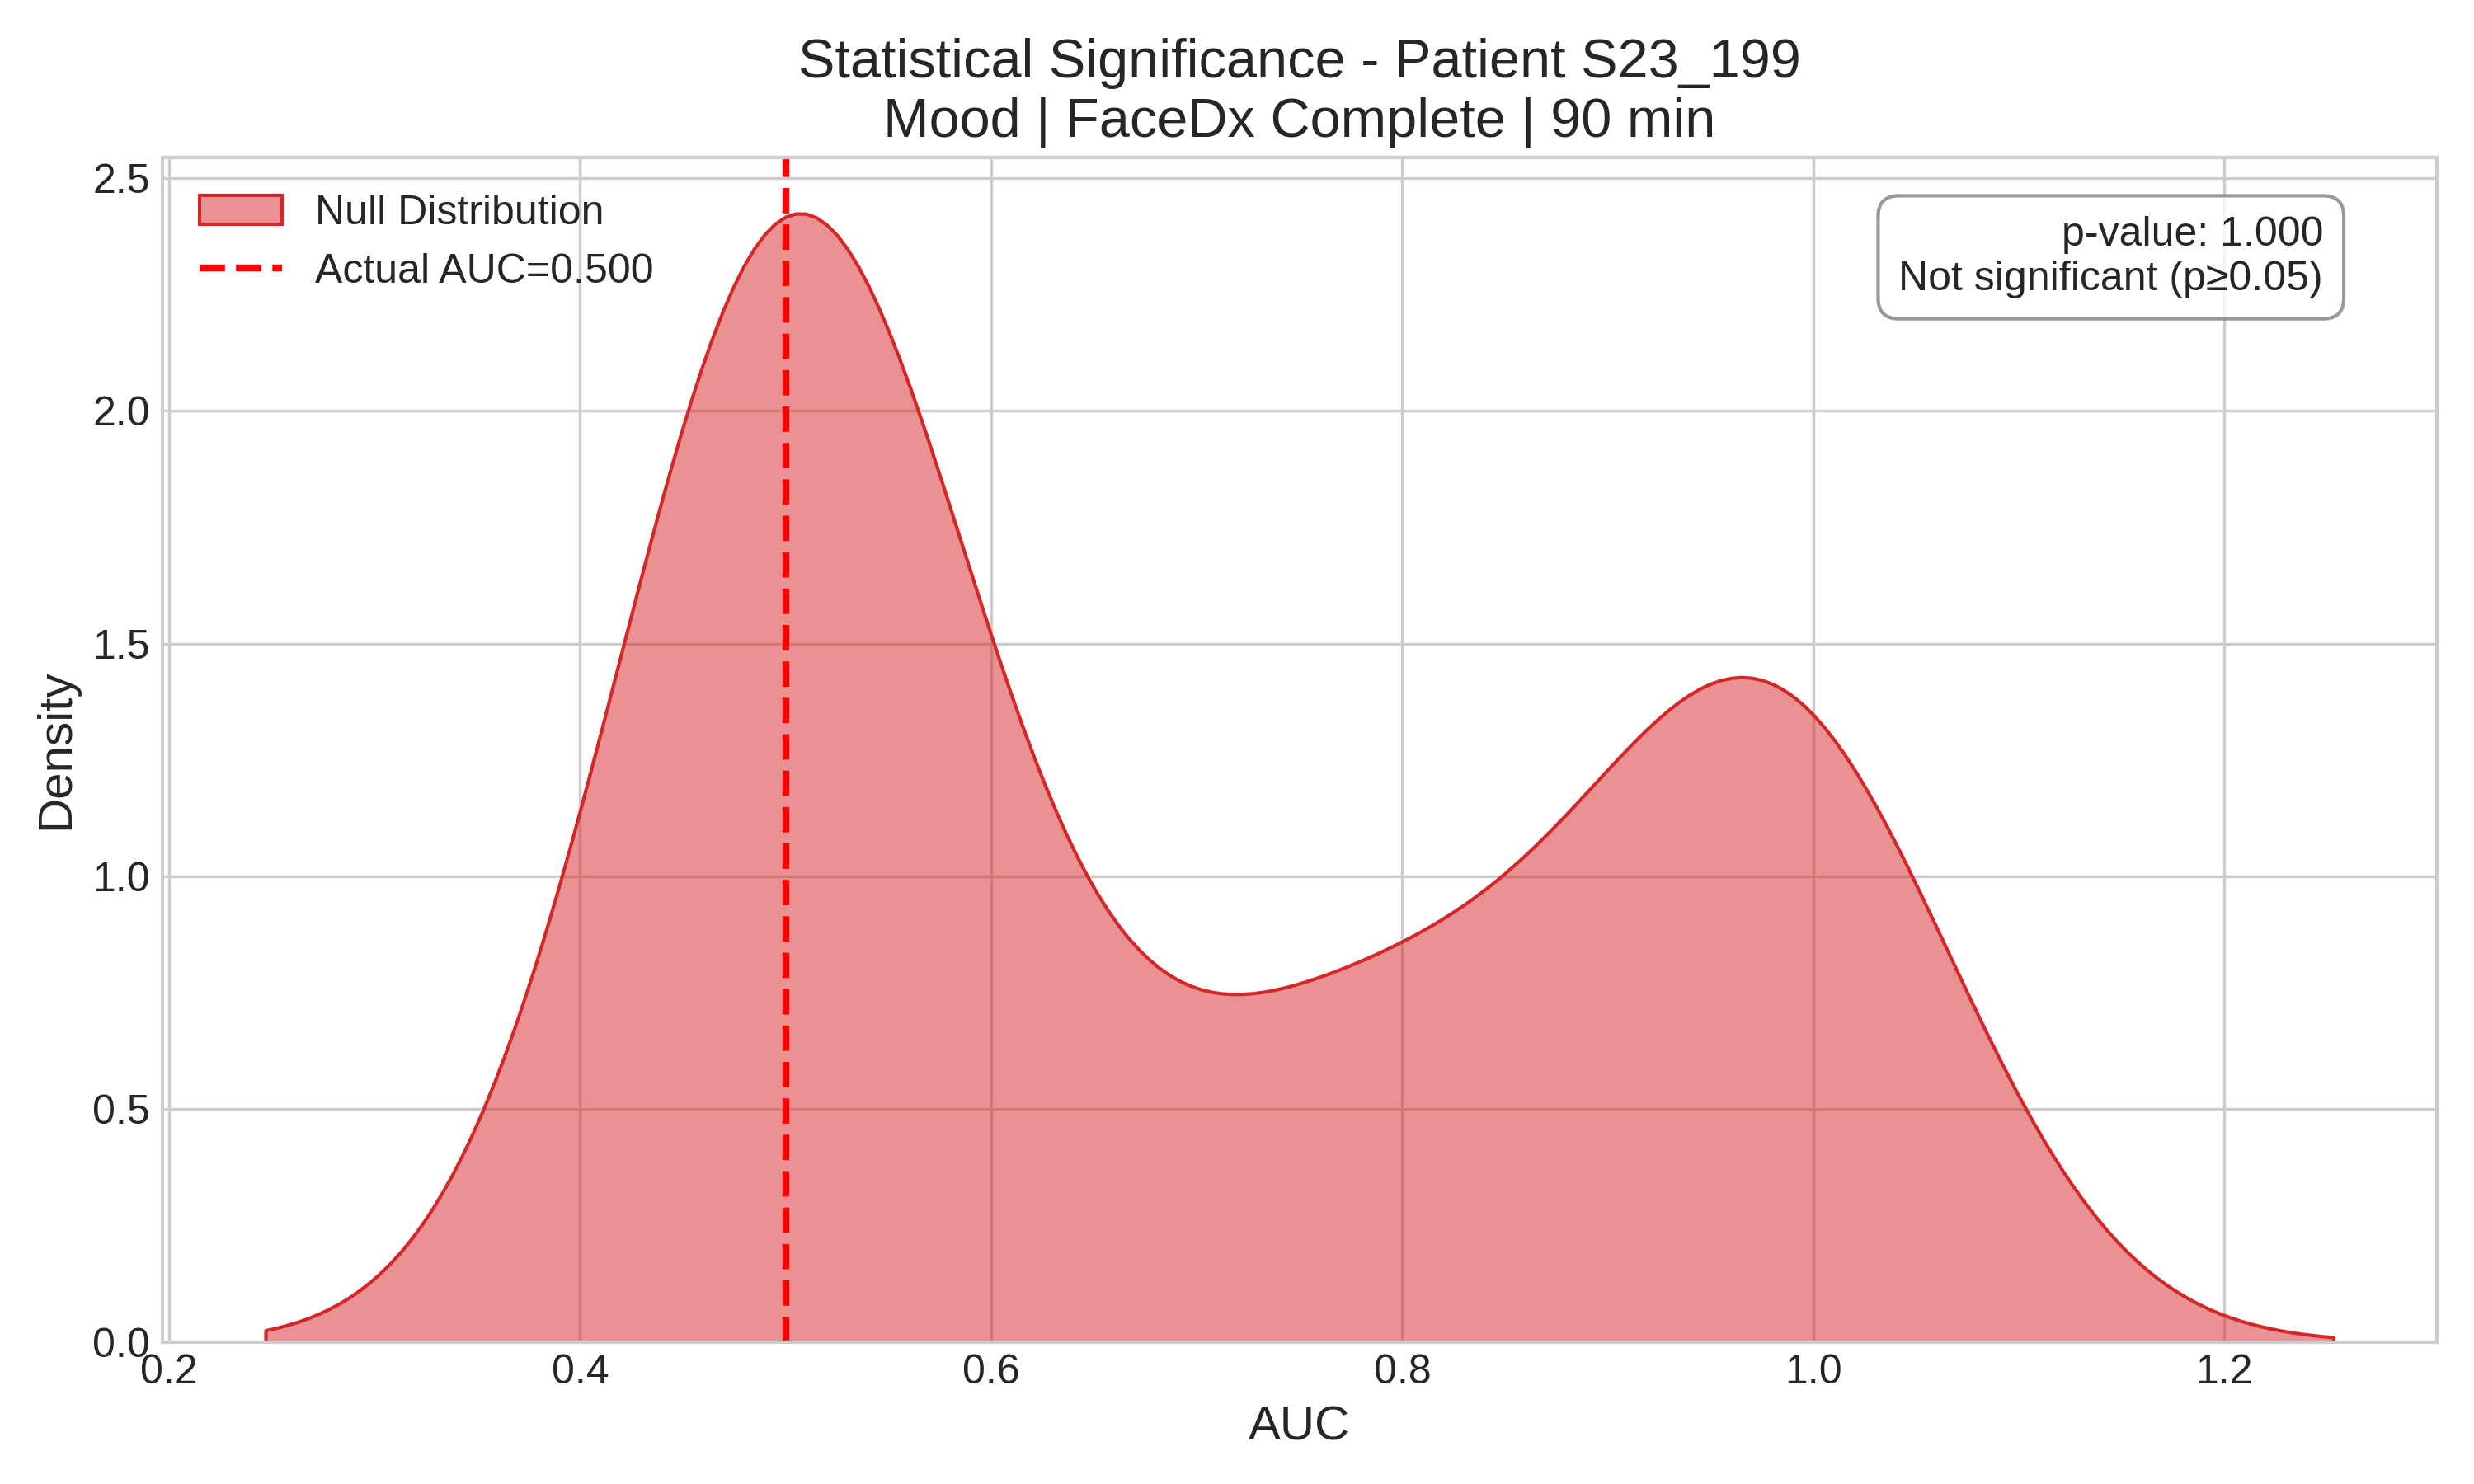 Statistical Significance - Patient S23_199
Mood | FaceDx Complete | 90 min
Null Distribution
Actual AUC=0.500
p-value: 1.000
Not significant (p≥0.05)
Density
2.5
2.0
1.5
1.0
0.5
0.0
0.2 0.4 0.6 0.8 1.0 1.2
AUC